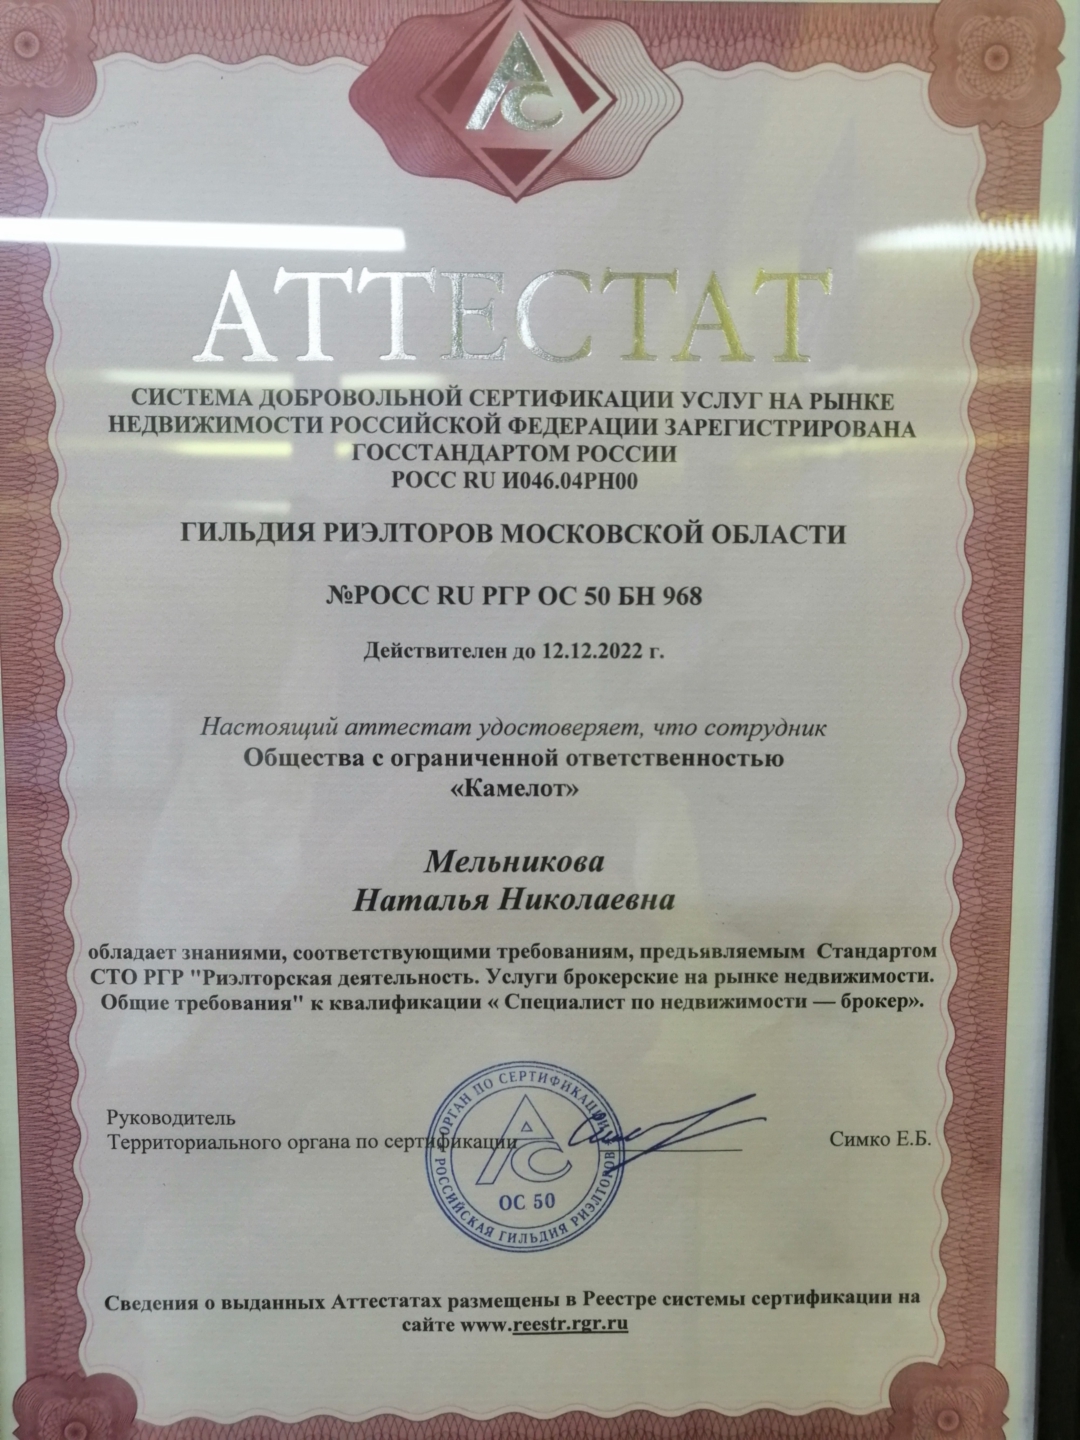 АС
АТТЕСТАТ
СИСТЕМА ДОБРОВОЛЬНОЙ СЕРТИФИКАЦИИ УСЛУГ НА РЫНКЕ
НЕДВИЖИМОСТИ РОССИЙСКОЙ ФЕДЕРАЦИИ ЗАРЕГИСТРИРОВАНА
ГОССТАНДАРТОМ РОССИИ
РОСС RU И046.04РН00
ГИЛЬДИЯ РИЭЛТОРОВ МОСКОВСКОЙ ОБЛАСТИ
№РОСС RU РГР ОС 50 БН 968
Действителен до 12.12.2022 г.
Настоящий аттестат удостоверяет, что сотрудник
Общества с ограниченной ответственностью
«Камелот»
Мельникова
Наталья Николаевна
обладает знаниями, соответствующими требованиям, предъявляемым Стандартом
СТО РГР "Риэлторская деятельность. Услуги брокерские на рынке недвижимости.
Общие требования" к квалификации « Специалист по недвижимости — брокер».
Руководитель
Территориального органа по сертификации
Симко Е.Б.
ОРГАН ПО СЕРТИФИКАЦИИ
РОССИЙСКАЯ ГИЛЬДИЯ РИЭЛТОРОВ
АС
ОС 50
Сведения о выданных Аттестатах размещены в Реестре системы сертификации на
сайте www.reestr.rgr.ru